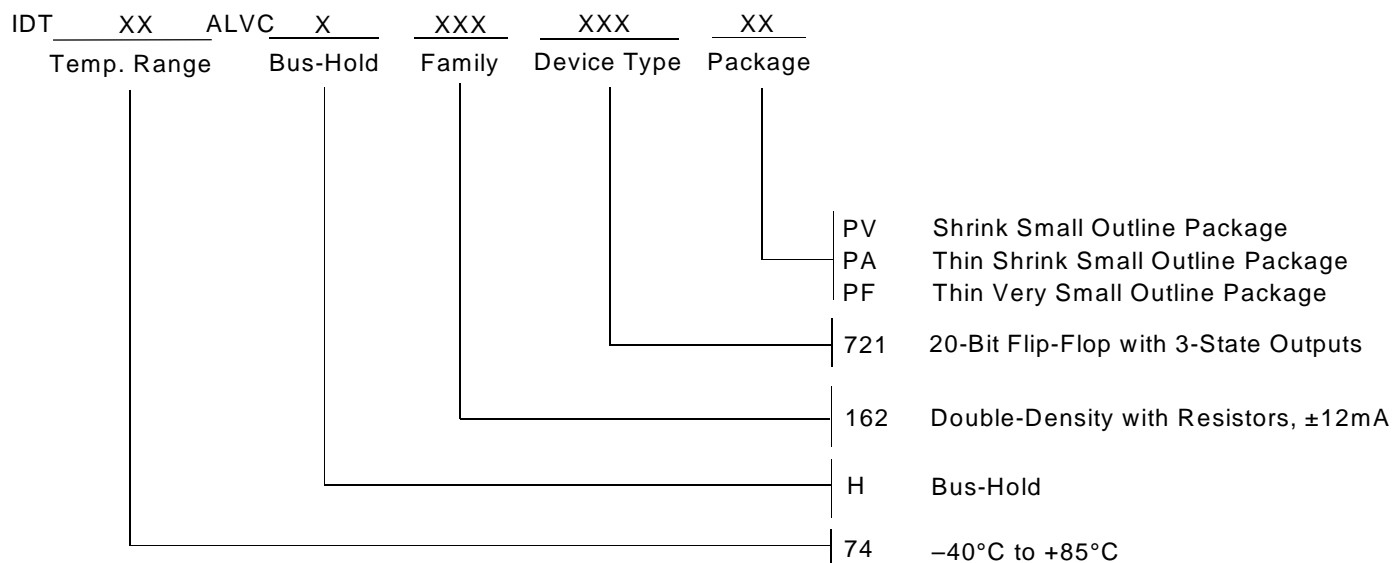 IDT XX ALVC X XXX XXX XX
Temp. Range Bus-Hold Family Device Type Package
PV Shrink Small Outline Package
PA Thin Shrink Small Outline Package
PF Thin Very Small Outline Package
721 20-Bit Flip-Flop with 3-State Outputs
162 Double-Density with Resistors, ±12mA
H Bus-Hold
74 –40°C to +85°C